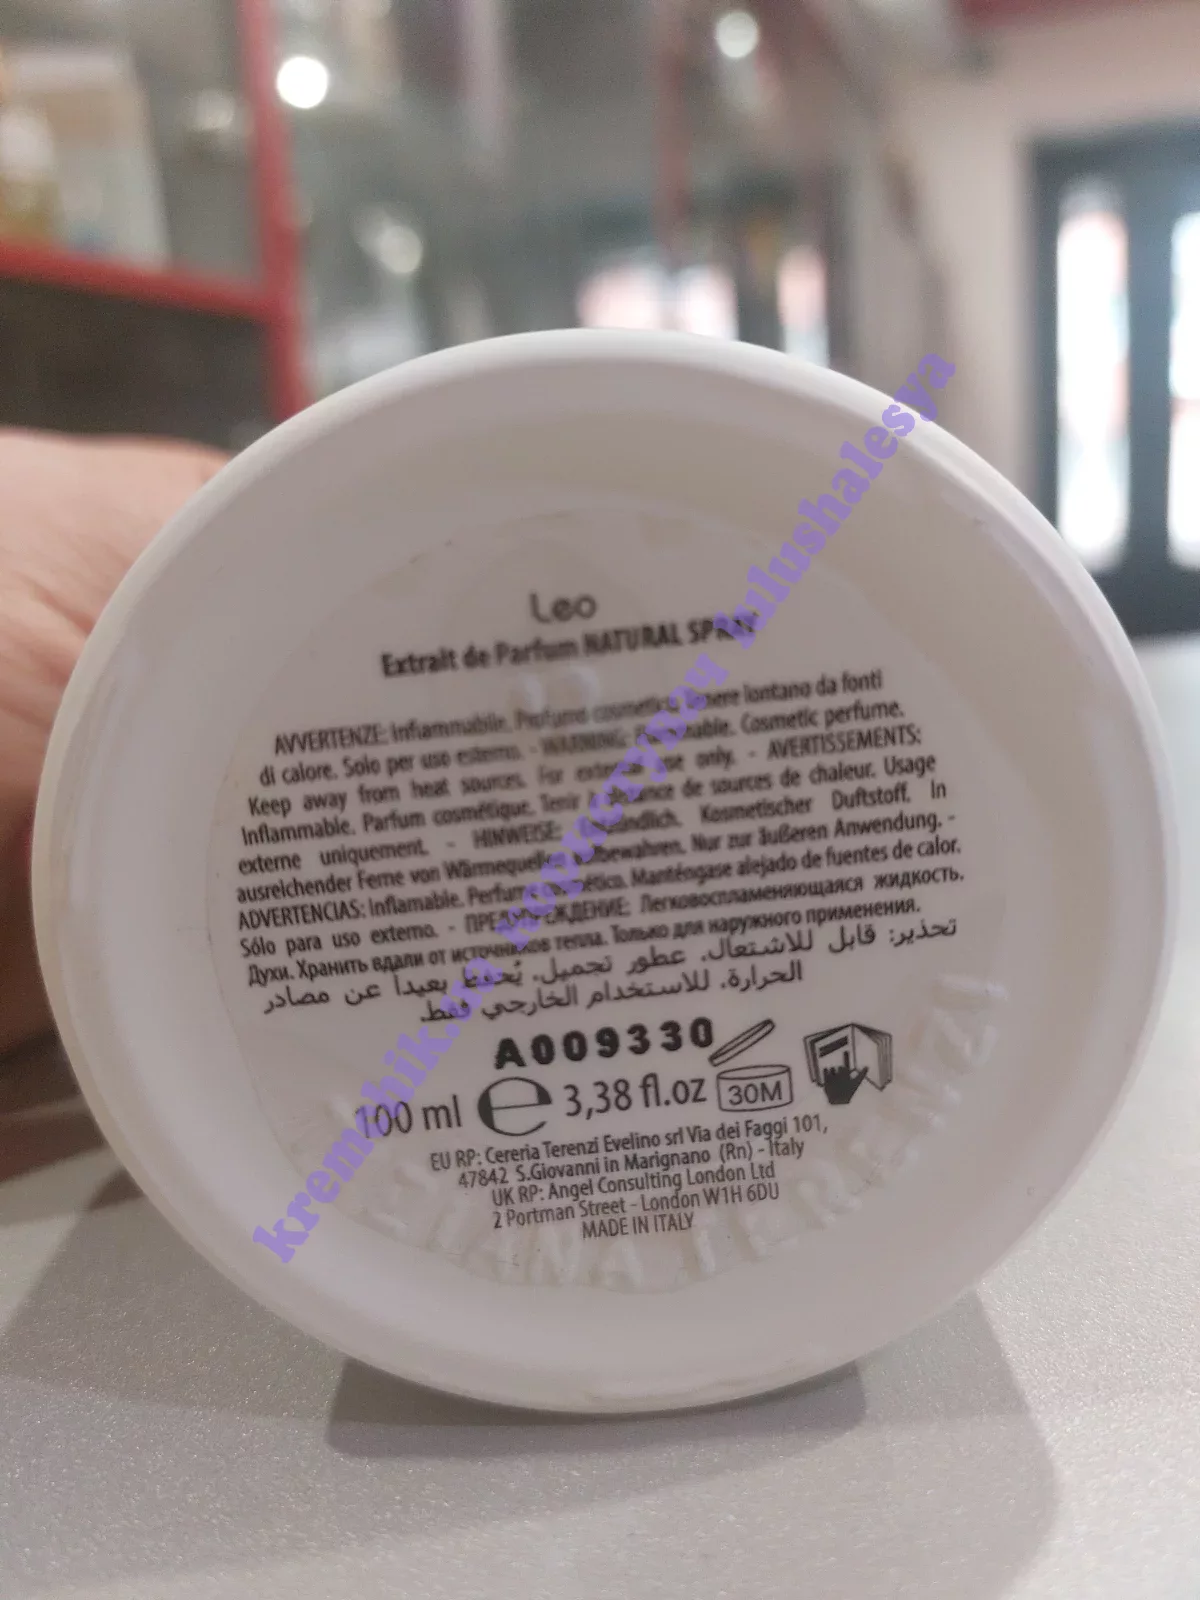 Leo
Extrait de Parfum NATURAL SPRAY
AVVERTENZE: Infiammabile. Profumo cosmetico. Tenere lontano da fonti
di calore. Solo per uso esterno. - WARNING: Flammable. Cosmetic perfume.
Keep away from heat sources. For external use only. - AVERTISSEMENTS:
Inflammable. Parfum cosmétique. Tenir à distance de sources de chaleur. Usage
externe uniquement. - HINWEISE: Entzündlich. Kosmetischer Duftstoff. In
ausreichender Ferne von Wärmequellen aufbewahren. Nur zur äußeren Anwendung. -
ADVERTENCIAS: Inflamable. Perfume cosmético. Manténgase alejado de fuentes de calor.
Sólo para uso externo. - ПРЕДУПРЕЖДЕНИЕ: Легковоспламеняющаяся жидкость.
Духи. Хранить вдали от источников тепла. Только для наружного применения.
تحذير: قابل للاشتعال. عطور تجميل. يُحفظ بعيداً عن مصادر
الحرارة. للاستخدام الخارجي فقط.
A009330
100 ml e 3,38 fl.oz 30M
EU RP: Cereria Terenzi Evelino srl Via dei Faggi 101,
47842 S.Giovanni in Marignano (Rn) - Italy
UK RP: Angel Consulting London Ltd
2 Portman Street - London W1H 6DU
MADE IN ITALY
TIZIANA TERENZI
kremchik.ua користувач lulushalesya